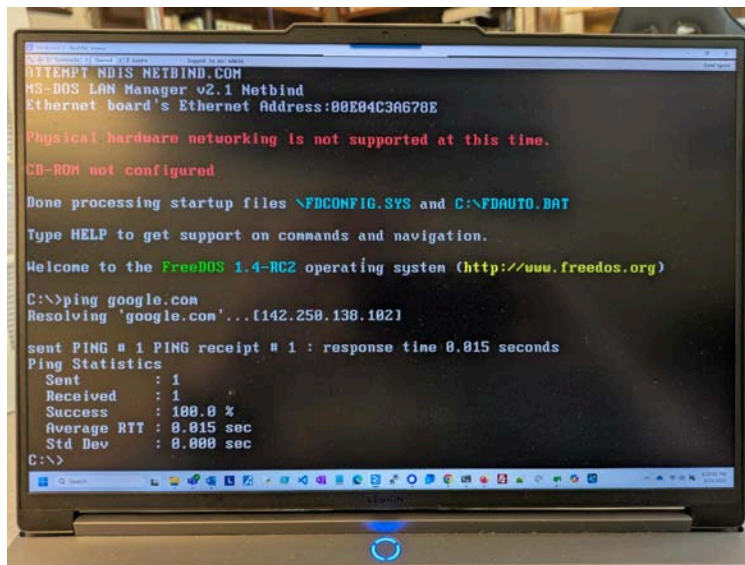 ATTEMPT NDIS NETBIND.COM
MS-DOS LAN Manager v2.1 Netbind
Ethernet board's Ethernet Address:00E04C3A678E
Physical hardware networking is not supported at this time.
CD-ROM not configured
Done processing startup files \FDCONFIG.SYS and C:\FDAUTO.BAT
Type HELP to get support on commands and navigation.
Welcome to the FreeDOS 1.4-RC2 operating system (http://www.freedos.org)
C:\>ping google.com
Resolving 'google.com'...[142.250.138.102]
sent PING # 1 PING receipt # 1 : response time 0.015 seconds
Ping Statistics
Sent : 1
Received : 1
Success : 100.0 %
Average RTT : 0.015 sec
Std Dev : 0.000 sec
C:\>
Search
LEGION